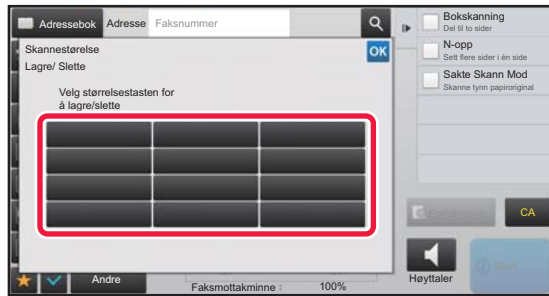 Adressebok Adresse Faksnummer
Skannestørelse
Lagre/ Slette
OK
Velg størrelsestasten for
å lagre/slette
Bokskanning
Del til to sider
N-opp
Sett flere sider i én side
Sakte Skann Mod
Skanne tynn papiroriginal
CA
Høyttaler
Start
Andre
Faksmottakminne : 100%